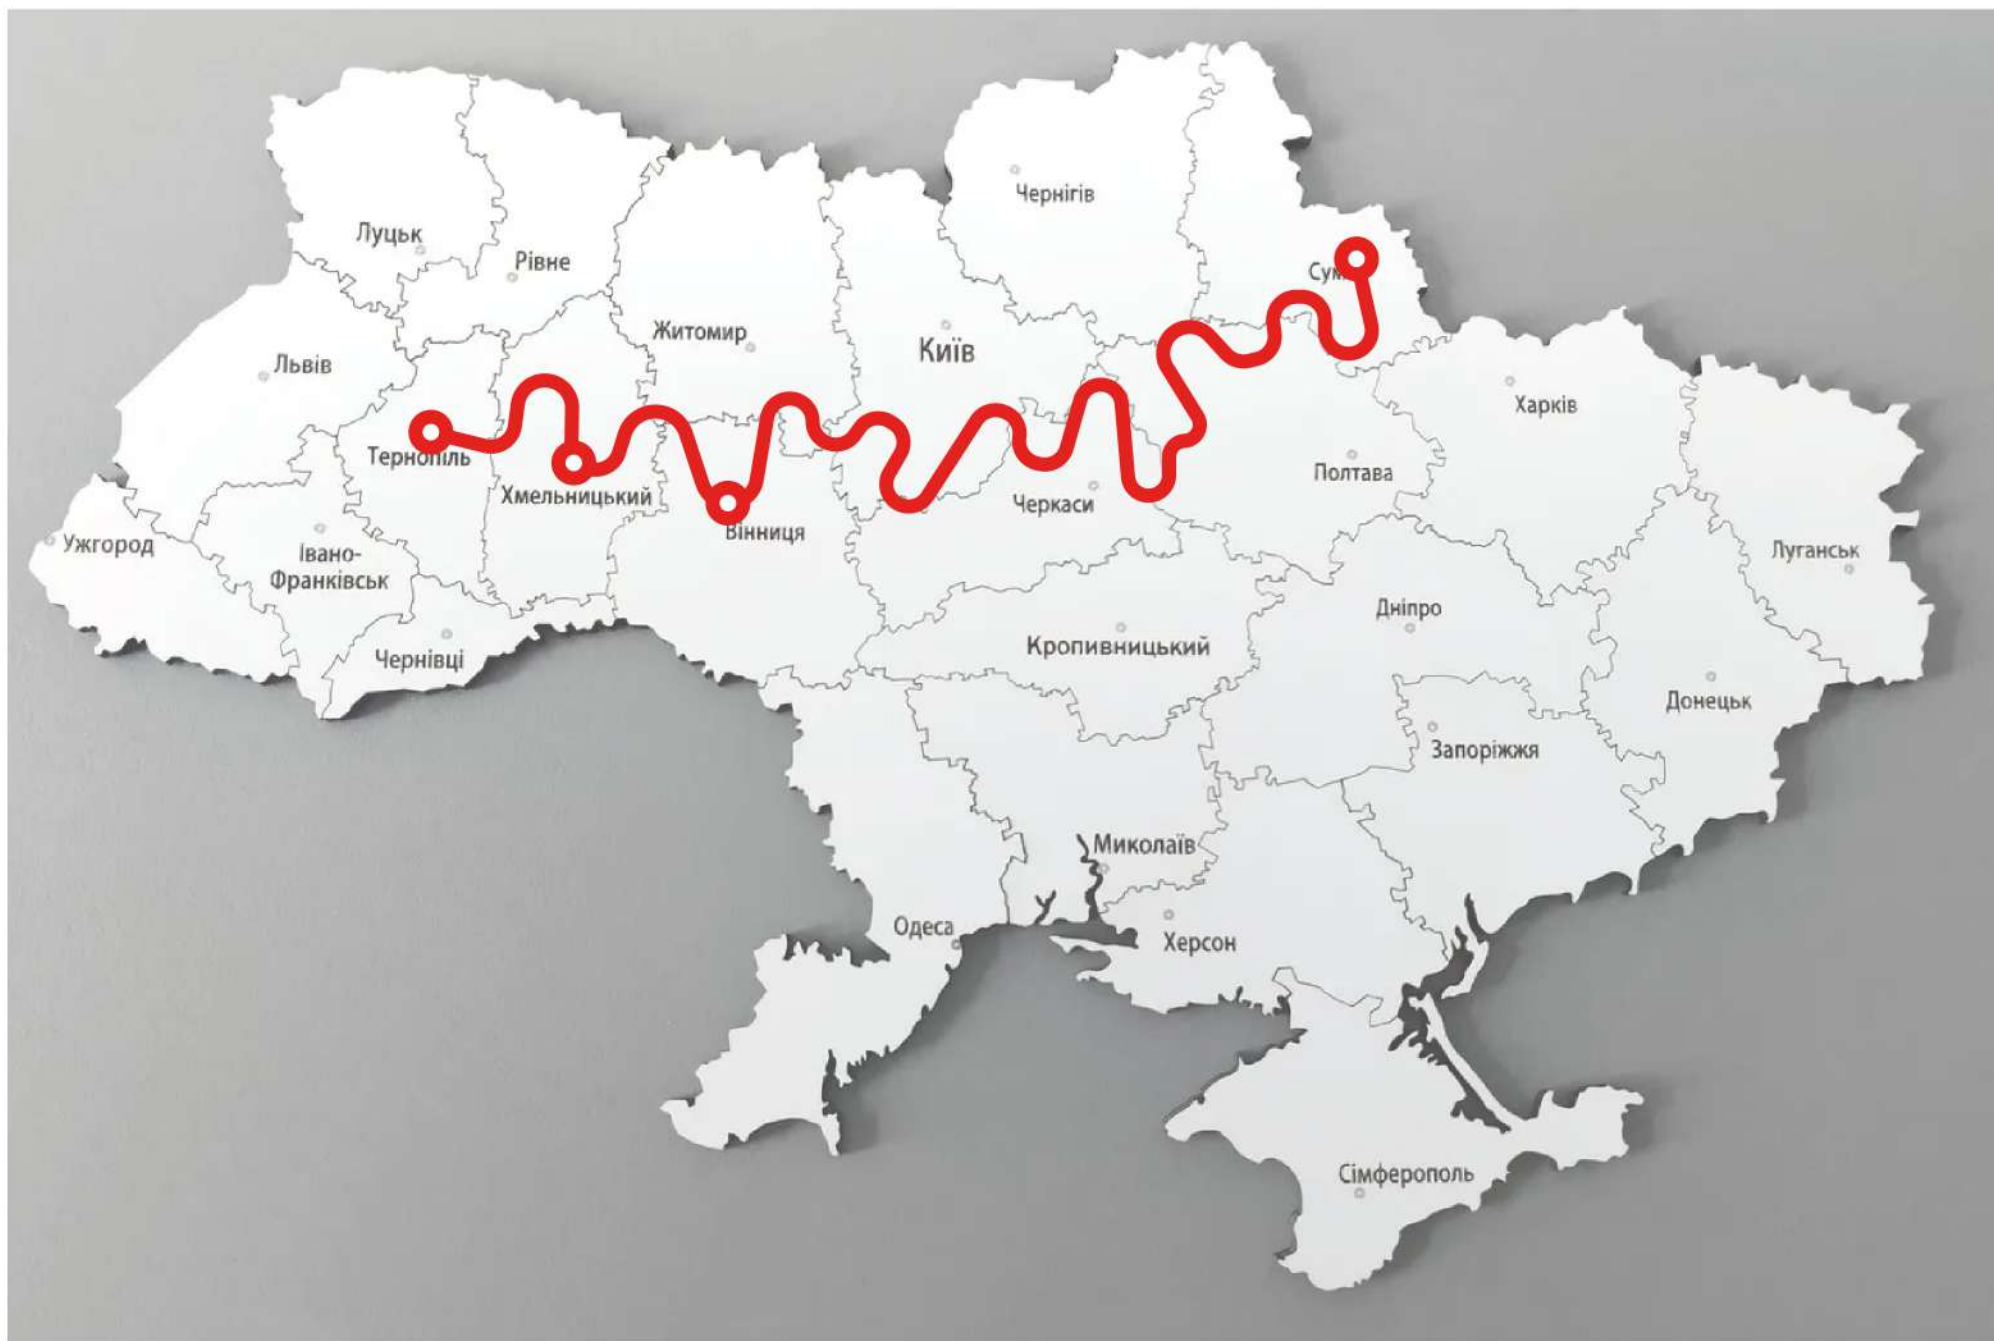 Чернігів
Луцьк
Рівне
Житомир
Київ
Львів
Харків
Тернопіль
Хмельницький
Полтава
Черкаси
Вінниця
Ужгород
Івано-
Франківськ
Луганськ
Дніпро
Кропивницький
Чернівці
Донецьк
Запоріжжя
Миколаїв
Одеса
Херсон
Сімферополь